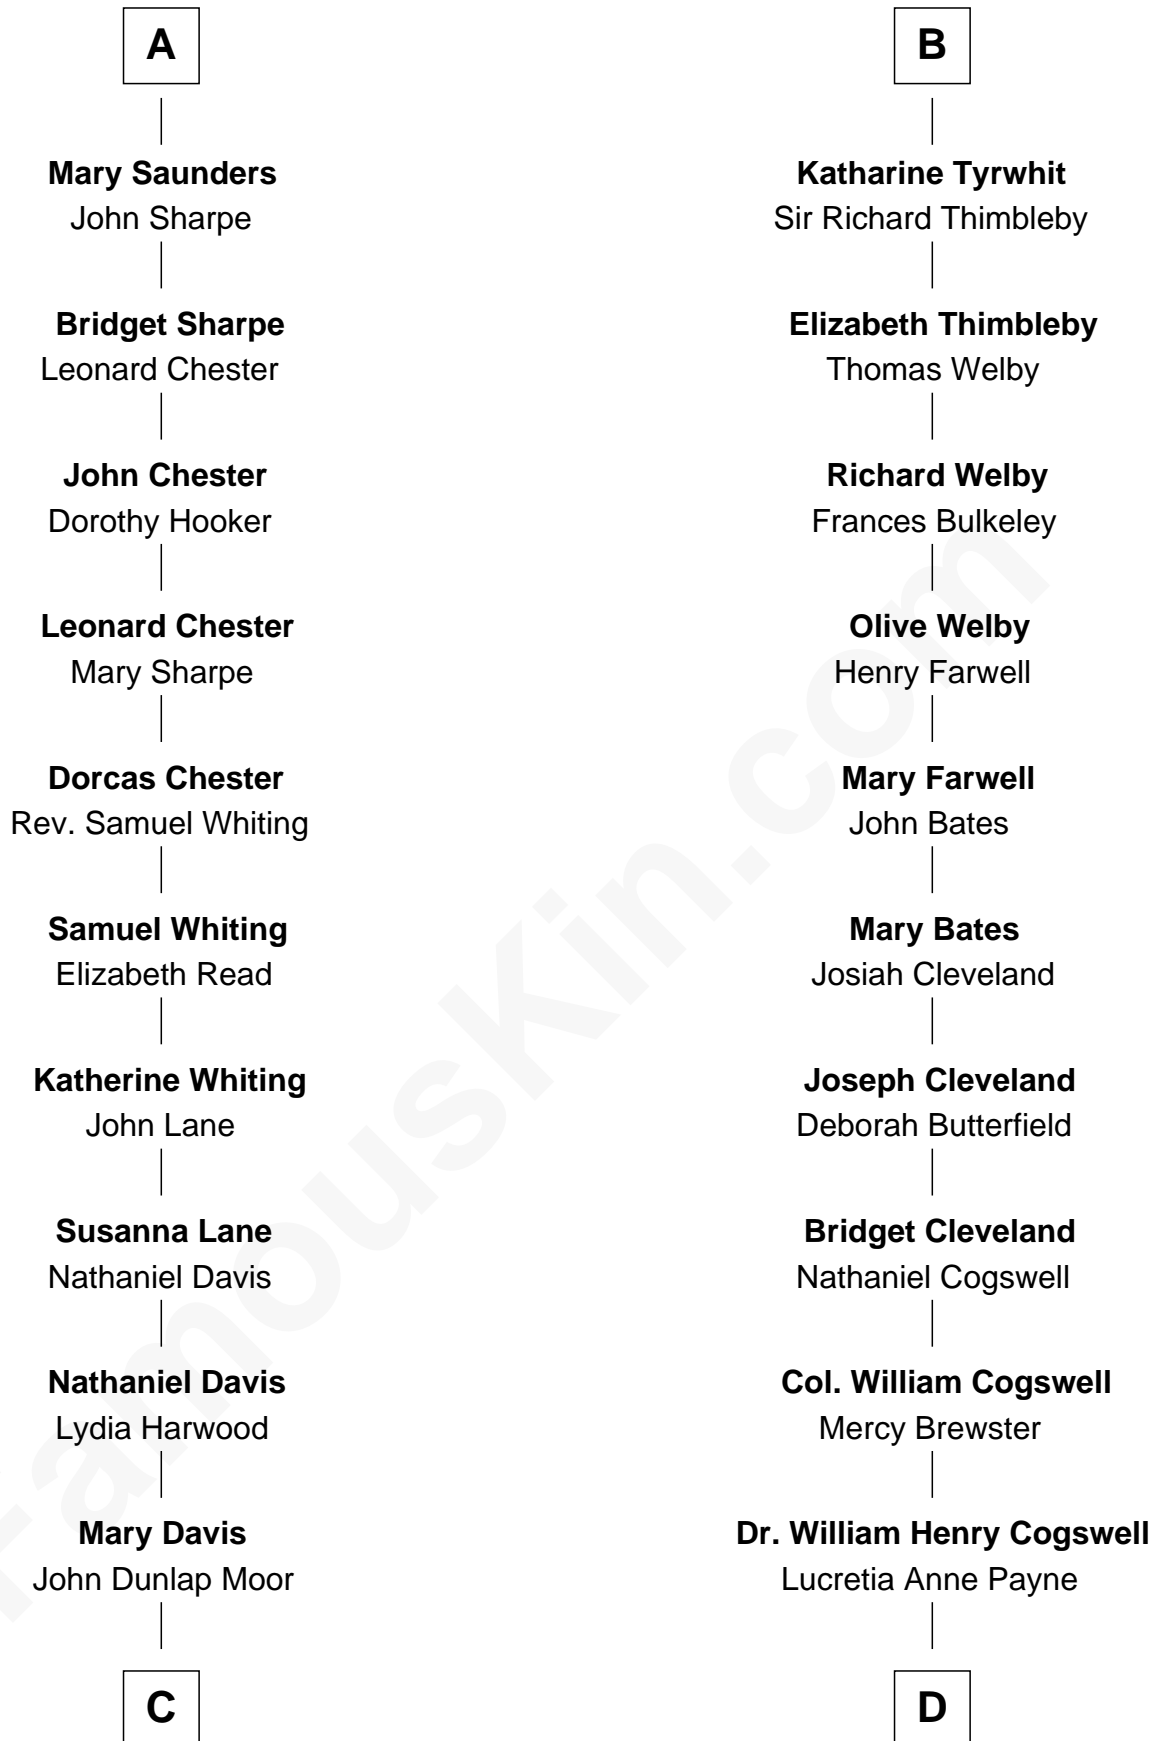 A
Mary Saunders
John Sharpe
Bridget Sharpe
Leonard Chester
John Chester
Dorothy Hooker
Leonard Chester
Mary Sharpe
Dorcas Chester
Rev. Samuel Whiting
Samuel Whiting
Elizabeth Read
Katherine Whiting
John Lane
Susanna Lane
Nathaniel Davis
Nathaniel Davis
Lydia Harwood
Mary Davis
John Dunlap Moor
C
B
Katharine Tyrwhit
Sir Richard Thimbleby
Elizabeth Thimbleby
Thomas Welby
Richard Welby
Frances Bulkeley
Olive Welby
Henry Farwell
Mary Farwell
John Bates
Mary Bates
Josiah Cleveland
Joseph Cleveland
Deborah Butterfield
Bridget Cleveland
Nathaniel Cogswell
Col. William Cogswell
Mercy Brewster
Dr. William Henry Cogswell
Lucretia Anne Payne
D
FamousKin.com